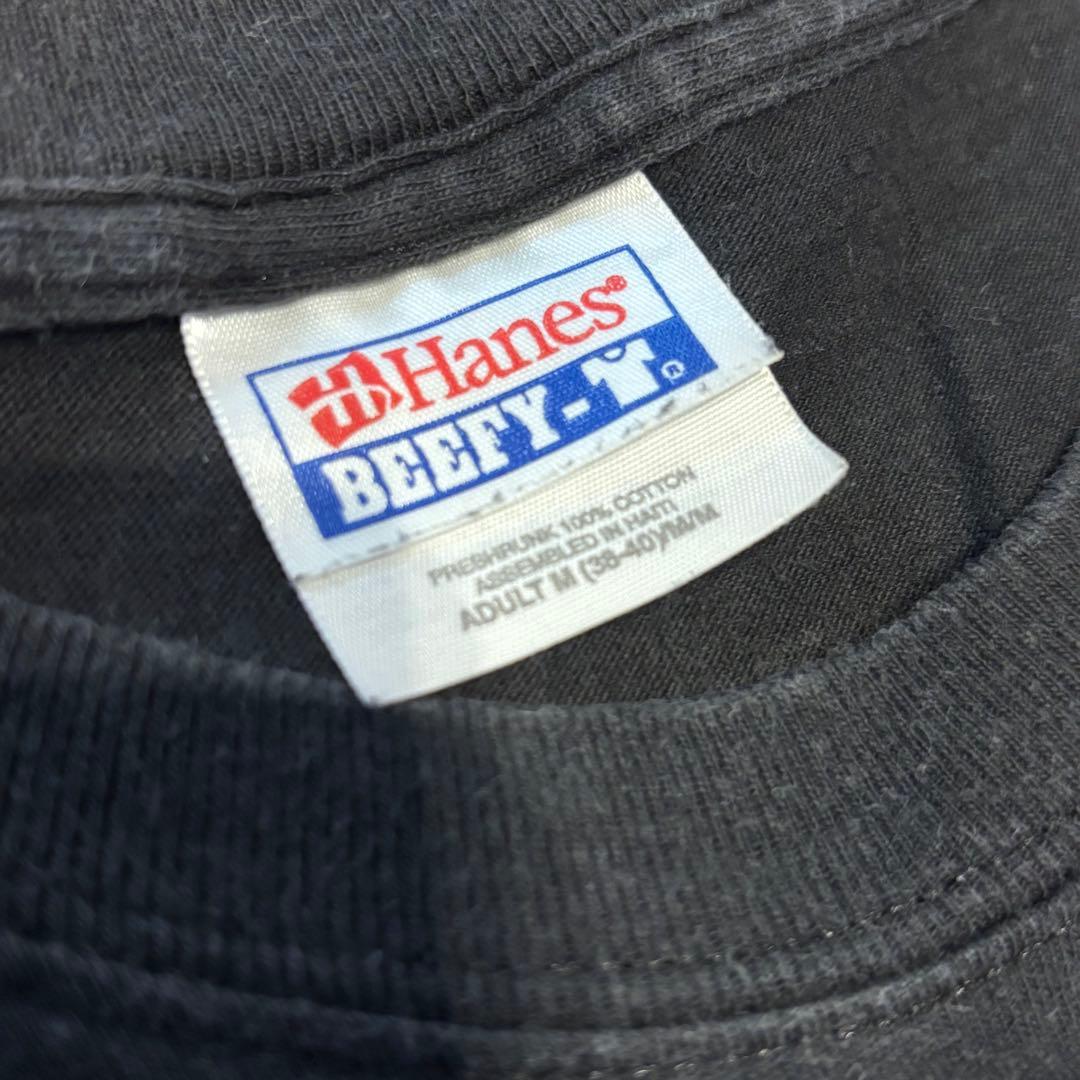 Hanes®
BEEFY-T®
PRESHRUNK 100% COTTON
ASSEMBLED IN HAITI
ADULT M (38-40)/M/M